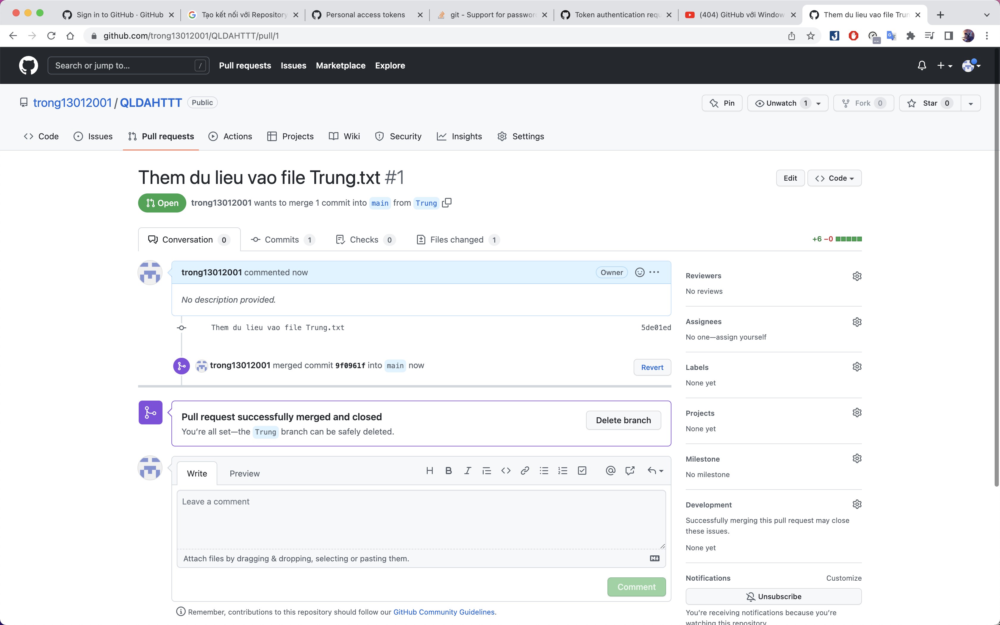 Sign in to GitHub · GitHub
Tạo kết nối với Repository
Personal access tokens
git - Support for password
Token authentication requ
(404) GitHub với Window
Them du lieu vao file Trun
github.com/trong13012001/QLDAHTTT/pull/1
Search or jump to...
/
Pull requests
Issues
Marketplace
Explore
trong13012001 / QLDAHTTT Public
Pin
Unwatch 1
Fork 0
Star 0
Code
Issues
Pull requests
Actions
Projects
Wiki
Security
Insights
Settings
Them du lieu vao file Trung.txt #1
Edit
Code
Open
trong13012001 wants to merge 1 commit into main from Trung
Conversation 0
Commits 1
Checks 0
Files changed 1
+6 −0
trong13012001 commented now
Owner
No description provided.
Them du lieu vao file Trung.txt
5de01ed
trong13012001 merged commit 9f0961f into main now
Revert
Pull request successfully merged and closed
You’re all set—the Trung branch can be safely deleted.
Delete branch
Write
Preview
Leave a comment
Attach files by dragging & dropping, selecting or pasting them.
Comment
Remember, contributions to this repository should follow our GitHub Community Guidelines.
Reviewers
No reviews
Assignees
No one—assign yourself
Labels
None yet
Projects
None yet
Milestone
No milestone
Development
Successfully merging this pull request may close
these issues.
None yet
Notifications
Customize
Unsubscribe
You’re receiving notifications because you’re
watching this repository.